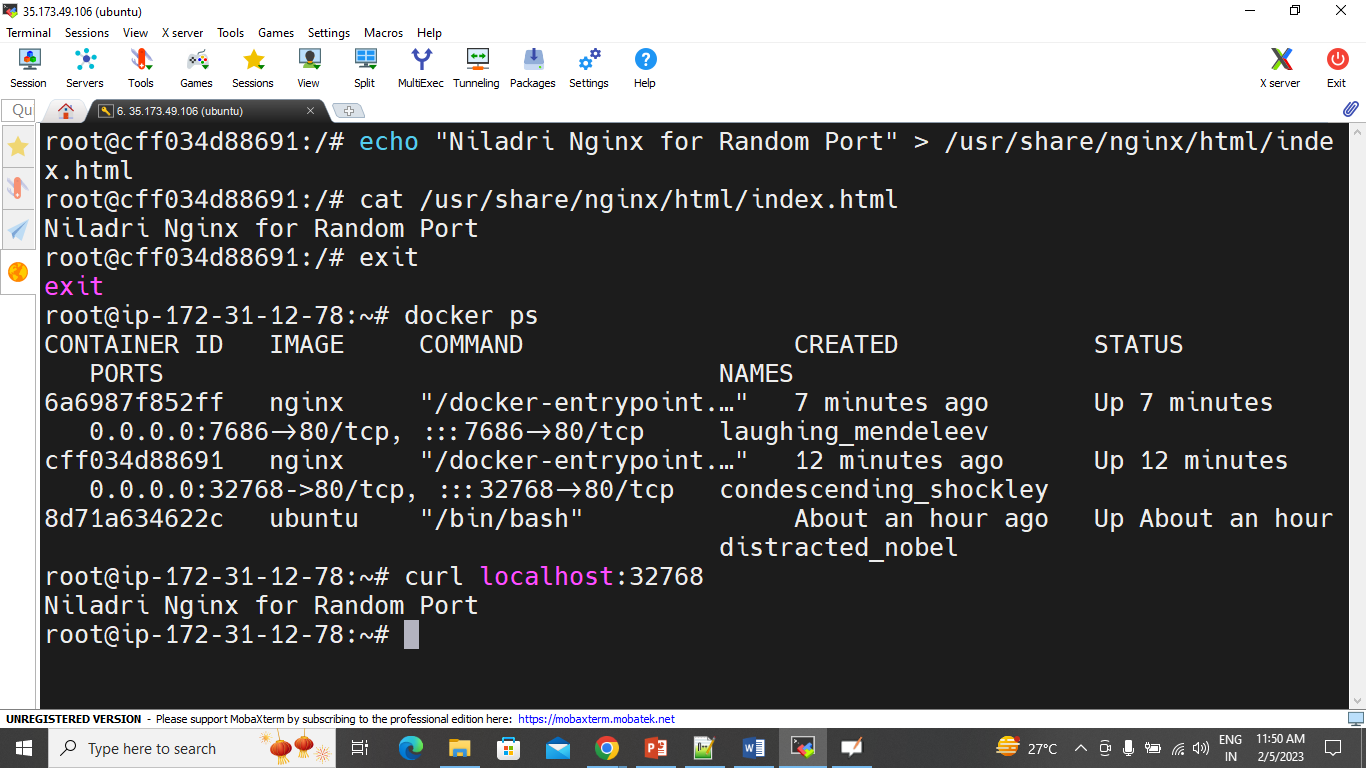 35.173.49.106 (ubuntu)
Terminal Sessions View X server Tools Games Settings Macros Help
Session Servers Tools Games Sessions View Split MultiExec Tunneling Packages Settings Help X server Exit
Qu 6. 35.173.49.106 (ubuntu)
root@cff034d88691:/# echo "Niladri Nginx for Random Port" > /usr/share/nginx/html/inde
x.html
root@cff034d88691:/# cat /usr/share/nginx/html/index.html
Niladri Nginx for Random Port
root@cff034d88691:/# exit
exit
root@ip-172-31-12-78:~# docker ps
CONTAINER ID   IMAGE     COMMAND                  CREATED             STATUS
   PORTS                                     NAMES
6a6987f852ff   nginx     "/docker-entrypoint.…"   7 minutes ago       Up 7 minutes
   0.0.0.0:7686->80/tcp, :::7686->80/tcp     laughing_mendeleev
cff034d88691   nginx     "/docker-entrypoint.…"   12 minutes ago      Up 12 minutes
   0.0.0.0:32768->80/tcp, :::32768->80/tcp   condescending_shockley
8d71a634622c   ubuntu    "/bin/bash"              About an hour ago   Up About an hour
                                             distracted_nobel
root@ip-172-31-12-78:~# curl localhost:32768
Niladri Nginx for Random Port
root@ip-172-31-12-78:~#
UNREGISTERED VERSION - Please support MobaXterm by subscribing to the professional edition here: https://mobaxterm.mobatek.net
Type here to search 27°C ENG 11:50 AM
IN 2/5/2023